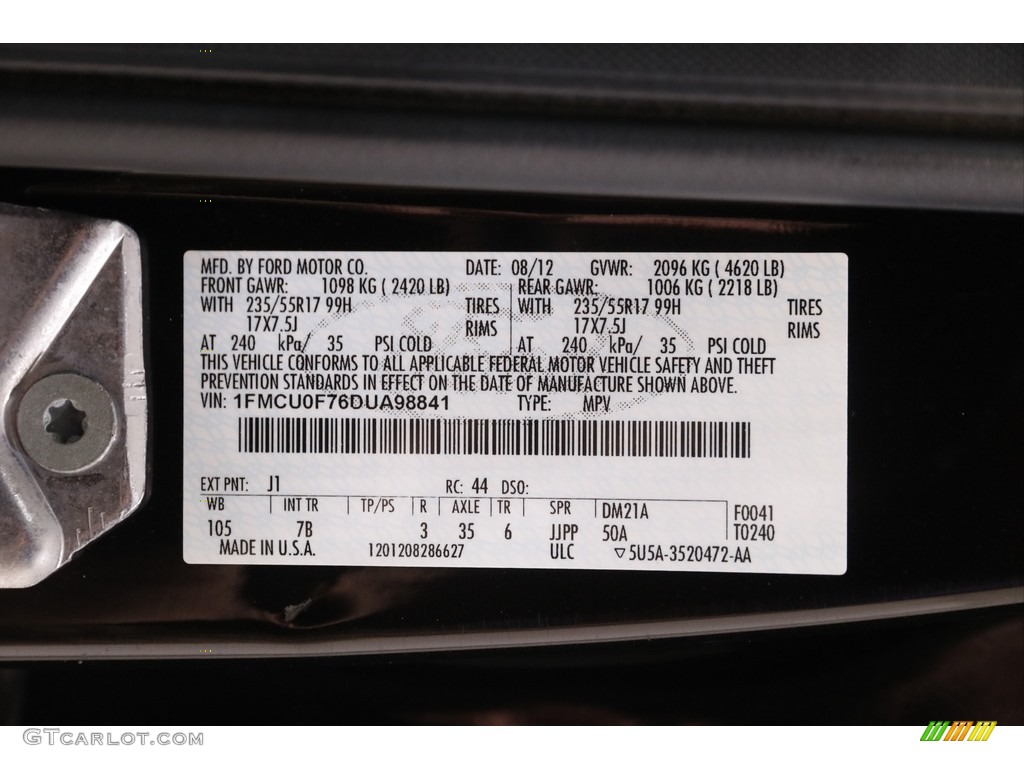 MFD. BY FORD MOTOR CO. DATE: 08/12 GVWR: 2096 KG ( 4620 LB)
FRONT GAWR: 1098 KG ( 2420 LB) REAR GAWR: 1006 KG ( 2218 LB)
WITH 235/55R17 99H TIRES WITH 235/55R17 99H TIRES
17X7.5J RIMS 17X7.5J RIMS
AT 240 kPa/ 35 PSI COLD AT 240 kPa/ 35 PSI COLD
THIS VEHICLE CONFORMS TO ALL APPLICABLE FEDERAL MOTOR VEHICLE SAFETY AND THEFT
PREVENTION STANDARDS IN EFFECT ON THE DATE OF MANUFACTURE SHOWN ABOVE.
VIN: 1FMCU0F76DUA98841 TYPE: MPV
EXT PNT: J1 RC: 44 DSO:
WB INT TR TP/PS R AXLE TR SPR DM21A F0041
105 7B 3 35 6 JJPP 50A T0240
MADE IN U.S.A. 1201208286627 ULC ▽5U5A-3520472-AA
GTCARLOT.COM